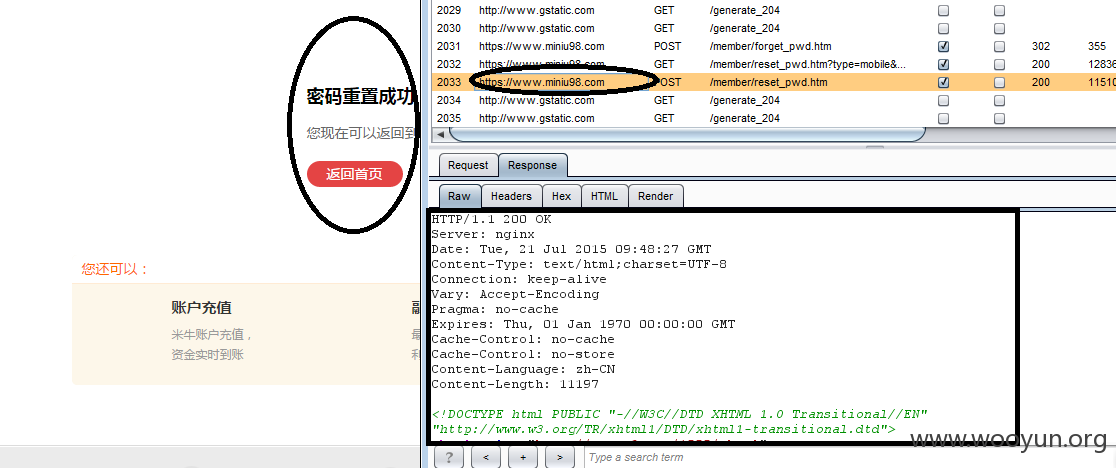 密码重置成功
您现在可以返回到
返回首页
您还可以：
账户充值
米牛账户充值，
资金实时到账
2029 http://www.gstatic.com GET /generate_204
2030 http://www.gstatic.com GET /generate_204
2031 https://www.miniu98.com POST /member/forget_pwd.htm 302 355
2032 https://www.miniu98.com GET /member/reset_pwd.htm?type=mobile&... 200 12836
2033 https://www.miniu98.com POST /member/reset_pwd.htm 200 11510
2034 http://www.gstatic.com GET /generate_204
2035 http://www.gstatic.com GET /generate_204
Request Response
Raw Headers Hex HTML Render
HTTP/1.1 200 OK
Server: nginx
Date: Tue, 21 Jul 2015 09:48:27 GMT
Content-Type: text/html;charset=UTF-8
Connection: keep-alive
Vary: Accept-Encoding
Pragma: no-cache
Expires: Thu, 01 Jan 1970 00:00:00 GMT
Cache-Control: no-cache
Cache-Control: no-store
Content-Language: zh-CN
Content-Length: 11197
<!DOCTYPE html PUBLIC "-//W3C//DTD XHTML 1.0 Transitional//EN"
"http://www.w3.org/TR/xhtml1/DTD/xhtml1-transitional.dtd">
? < + > Type a search term
www.wooyun.org